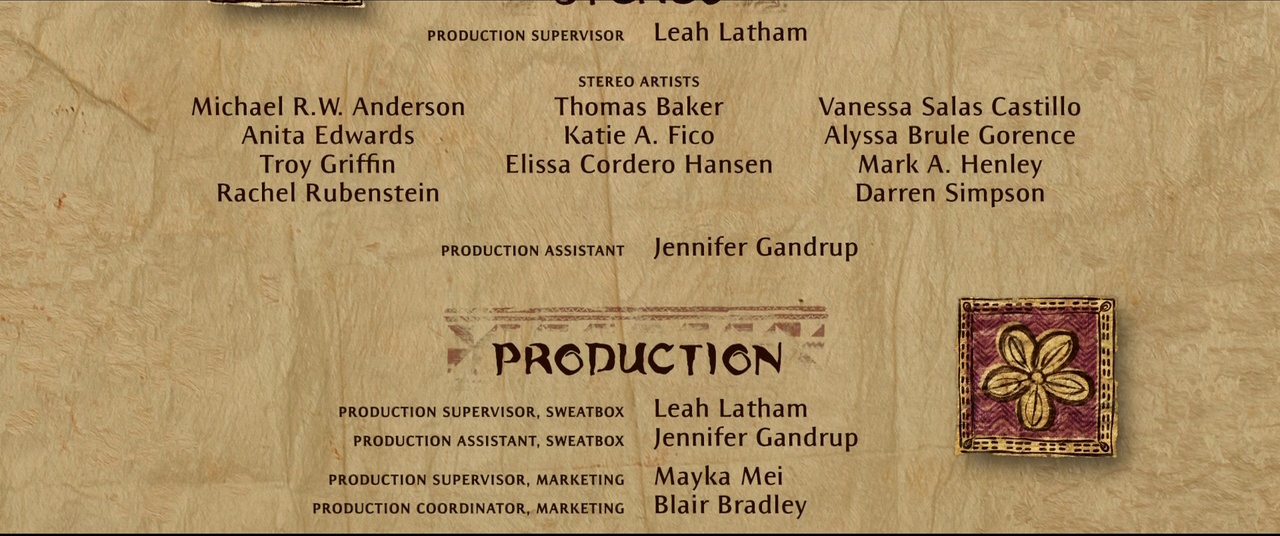 STEREO
PRODUCTION SUPERVISOR Leah Latham
STEREO ARTISTS
Michael R.W. Anderson Thomas Baker Vanessa Salas Castillo
Anita Edwards Katie A. Fico Alyssa Brule Gorence
Troy Griffin Elissa Cordero Hansen Mark A. Henley
Rachel Rubenstein Darren Simpson
PRODUCTION ASSISTANT Jennifer Gandrup
PRODUCTION
PRODUCTION SUPERVISOR, SWEATBOX Leah Latham
PRODUCTION ASSISTANT, SWEATBOX Jennifer Gandrup
PRODUCTION SUPERVISOR, MARKETING Mayka Mei
PRODUCTION COORDINATOR, MARKETING Blair Bradley